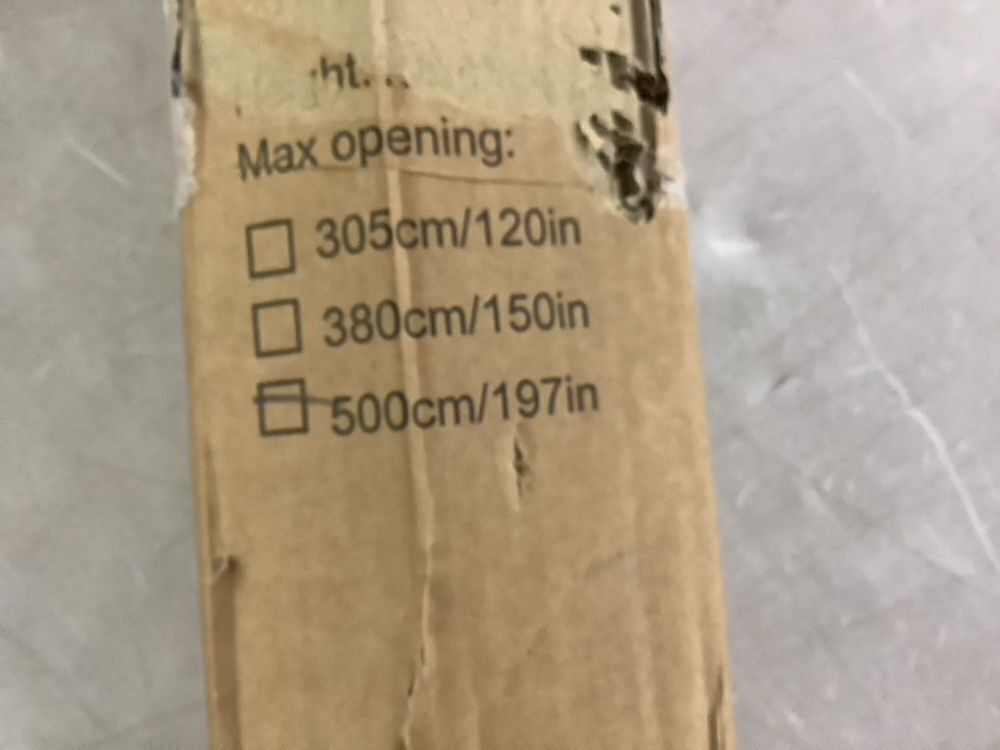 Max opening:
305cm/120in
380cm/150in
500cm/197in